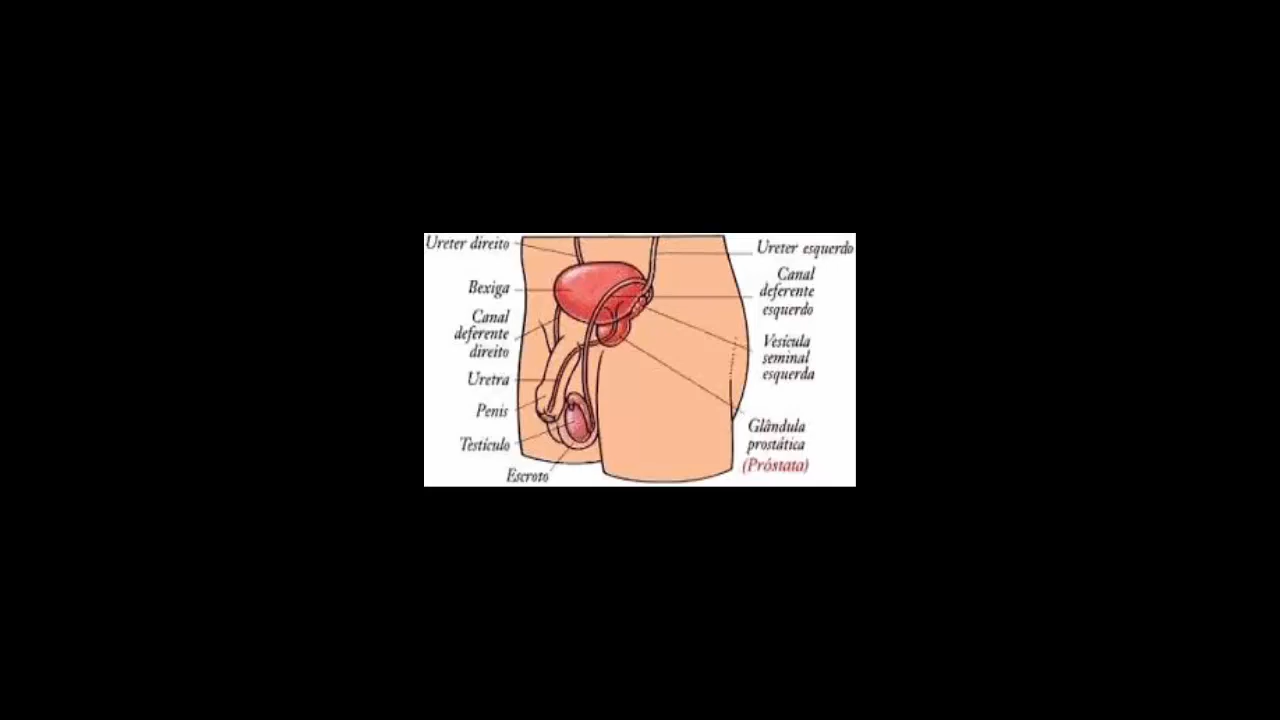 Ureter direito
Bexiga
Canal
deferente
direito
Uretra
Penis
Testículo
Escroto
Ureter esquerdo
Canal
deferente
esquerdo
Vesícula
seminal
esquerda
Glândula
prostática
(Próstata)